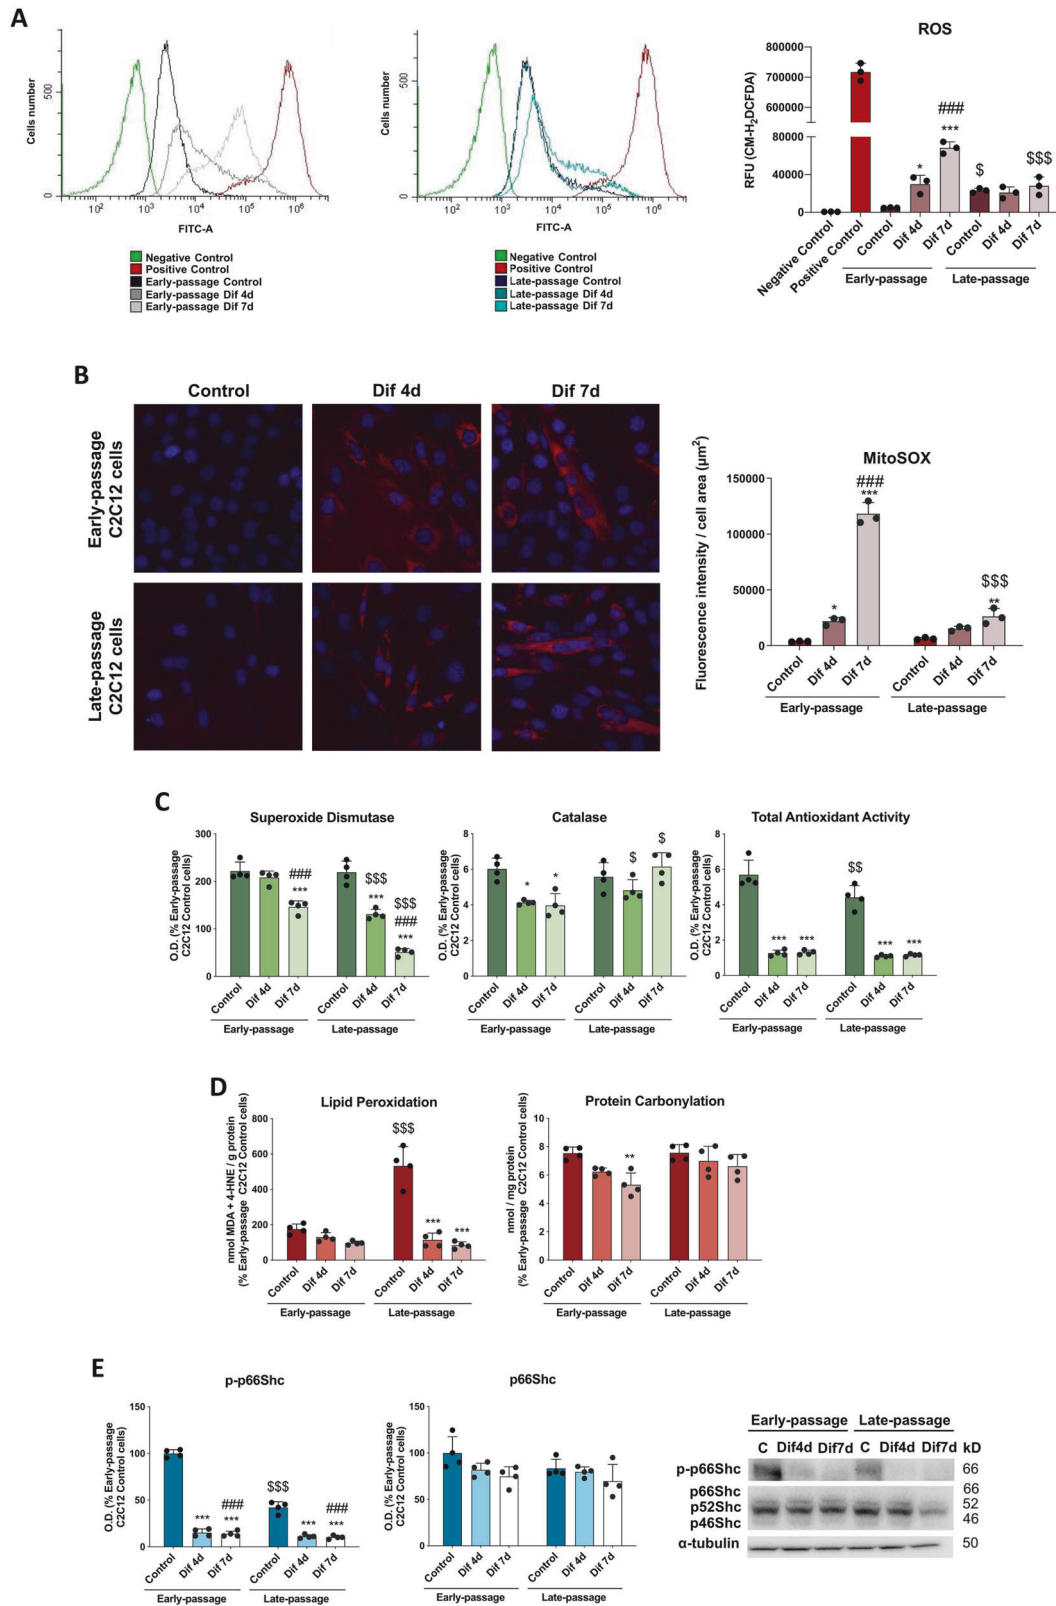 A
Cells number
500
0
10² 10³ 10⁴ 10⁵ 10⁶
FITC-A
Negative Control
Positive Control
Early-passage Control
Early-passage Dif 4d
Early-passage Dif 7d
Cells number
500
0
10² 10³ 10⁴ 10⁵ 10⁶
FITC-A
Negative Control
Positive Control
Late-passage Control
Late-passage Dif 4d
Late-passage Dif 7d
ROS
RFU (CM-H₂DCFDA)
800000
700000
600000
80000
40000
0
* ### *** $ $$$
Negative Control Positive Control Control Dif 4d Dif 7d Control Dif 4d Dif 7d
Early-passage Late-passage
B
Control Dif 4d Dif 7d
Early-passage
C2C12 cells
Late-passage
C2C12 cells
MitoSOX
Fluorescence intensity / cell area (µm²)
150000
100000
50000
0
* ### *** $$$ **
Control Dif 4d Dif 7d Control Dif 4d Dif 7d
Early-passage Late-passage
C
Superoxide Dismutase
O.D. (% Early-passage
C2C12 Control cells)
300
200
100
0
### *** $$$ *** $$$ ### ***
Control Dif 4d Dif 7d Control Dif 4d Dif 7d
Early-passage Late-passage
Catalase
O.D. (% Early-passage
C2C12 Control cells)
8
6
4
2
0
* * $ $
Control Dif 4d Dif 7d Control Dif 4d Dif 7d
Early-passage Late-passage
Total Antioxidant Activity
O.D. (% Early-passage
C2C12 Control cells)
8
6
4
2
0
*** *** $$ *** ***
Control Dif 4d Dif 7d Control Dif 4d Dif 7d
Early-passage Late-passage
D
Lipid Peroxidation
nmol MDA + 4-HNE / g protein
(% Early-passage C2C12 Control cells)
800
600
400
200
0
$$$ *** ***
Control Dif 4d Dif 7d Control Dif 4d Dif 7d
Early-passage Late-passage
Protein Carbonylation
nmol / mg protein
(% Early-passage C2C12 Control cells)
10
8
6
4
2
0
**
Control Dif 4d Dif 7d Control Dif 4d Dif 7d
Early-passage Late-passage
E
p-p66Shc
O.D. (% Early-passage
C2C12 Control cells)
150
100
50
0
*** ### *** $$$ *** ### ***
Control Dif 4d Dif 7d Control Dif 4d Dif 7d
Early-passage Late-passage
p66Shc
O.D. (% Early-passage
C2C12 Control cells)
150
100
50
0
Control Dif 4d Dif 7d Control Dif 4d Dif 7d
Early-passage Late-passage
Early-passage Late-passage
C Dif4d Dif7d C Dif4d Dif7d kD
p-p66Shc 66
p66Shc 66
p52Shc 52
p46Shc 46
α-tubulin 50